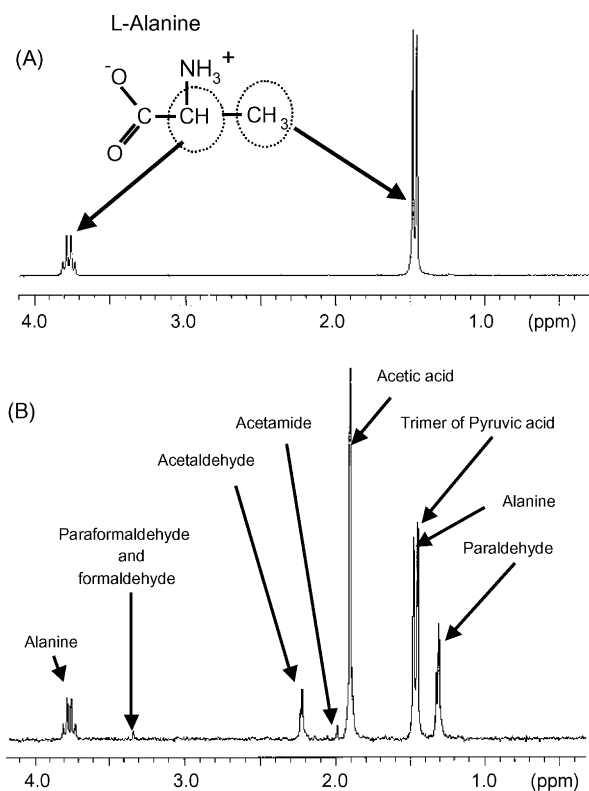 L-Alanine
(A)
NH3+
-O
C
CH
CH3
O
4.0 3.0 2.0 1.0 (ppm)
(B)
Acetic acid
Acetamide
Trimer of Pyruvic acid
Acetaldehyde
Alanine
Paraformaldehyde
and
formaldehyde
Paraldehyde
Alanine
4.0 3.0 2.0 1.0 (ppm)